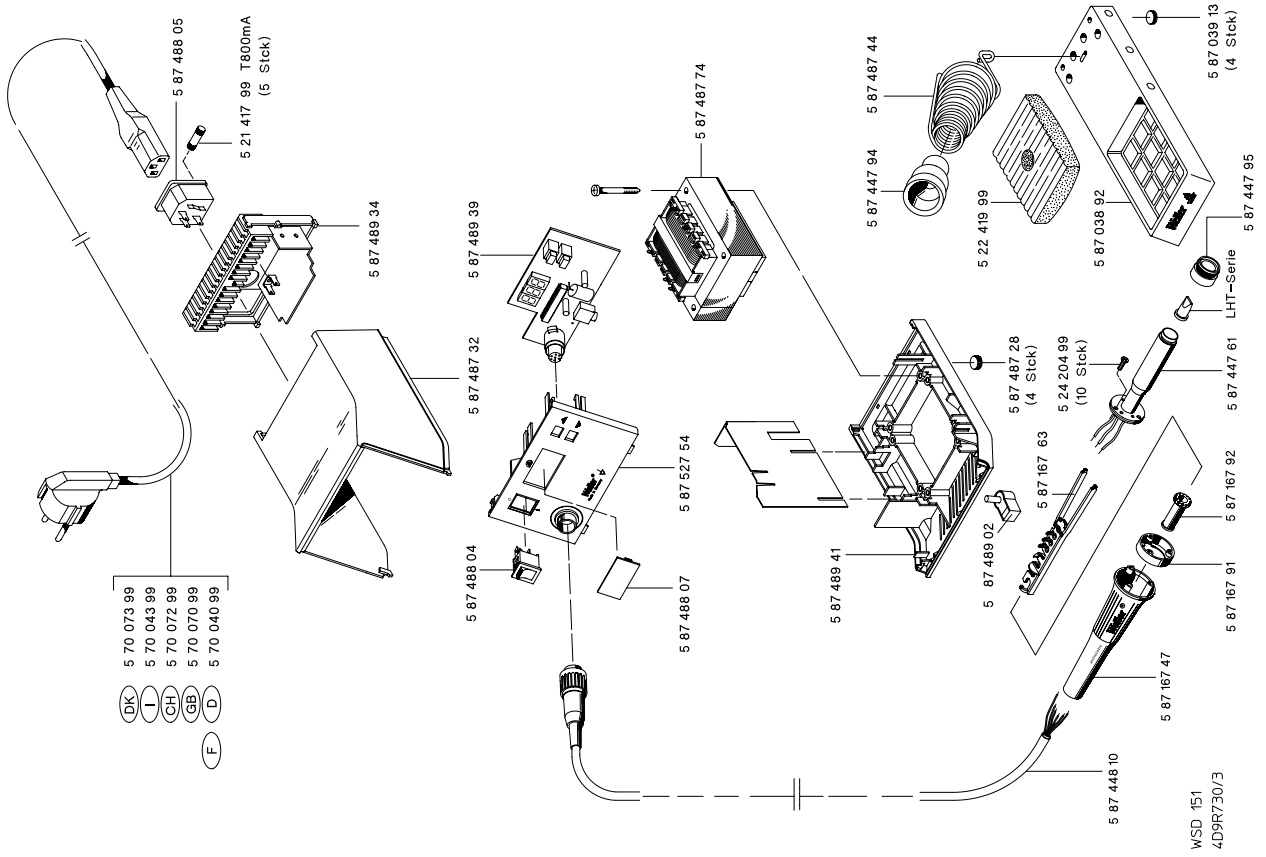 DK 5 70 073 99
I 5 70 043 99
CH 5 70 072 99
GB 5 70 070 99
F D 5 70 040 99
5 87 488 05
5 21 417 99 T800mA
(5 Stck)
5 87 489 34
5 87 487 32
5 87 489 39
5 87 527 54
5 87 488 04
5 87 488 07
Weller
5 87 487 74
5 87 487 28
(4 Stck)
5 87 489 41
5 87 489 02
5 24 204 99
(10 Stck)
5 87 167 63
5 87 487 44
5 87 447 94
5 22 419 99
5 87 038 92
5 87 039 13
(4 Stck)
Weller
5 87 447 95
LHT-Serie
5 87 447 61
5 87 167 92
5 87 167 91
Weller
5 87 167 47
5 87 448 10
WSD 151
4D9R730/3